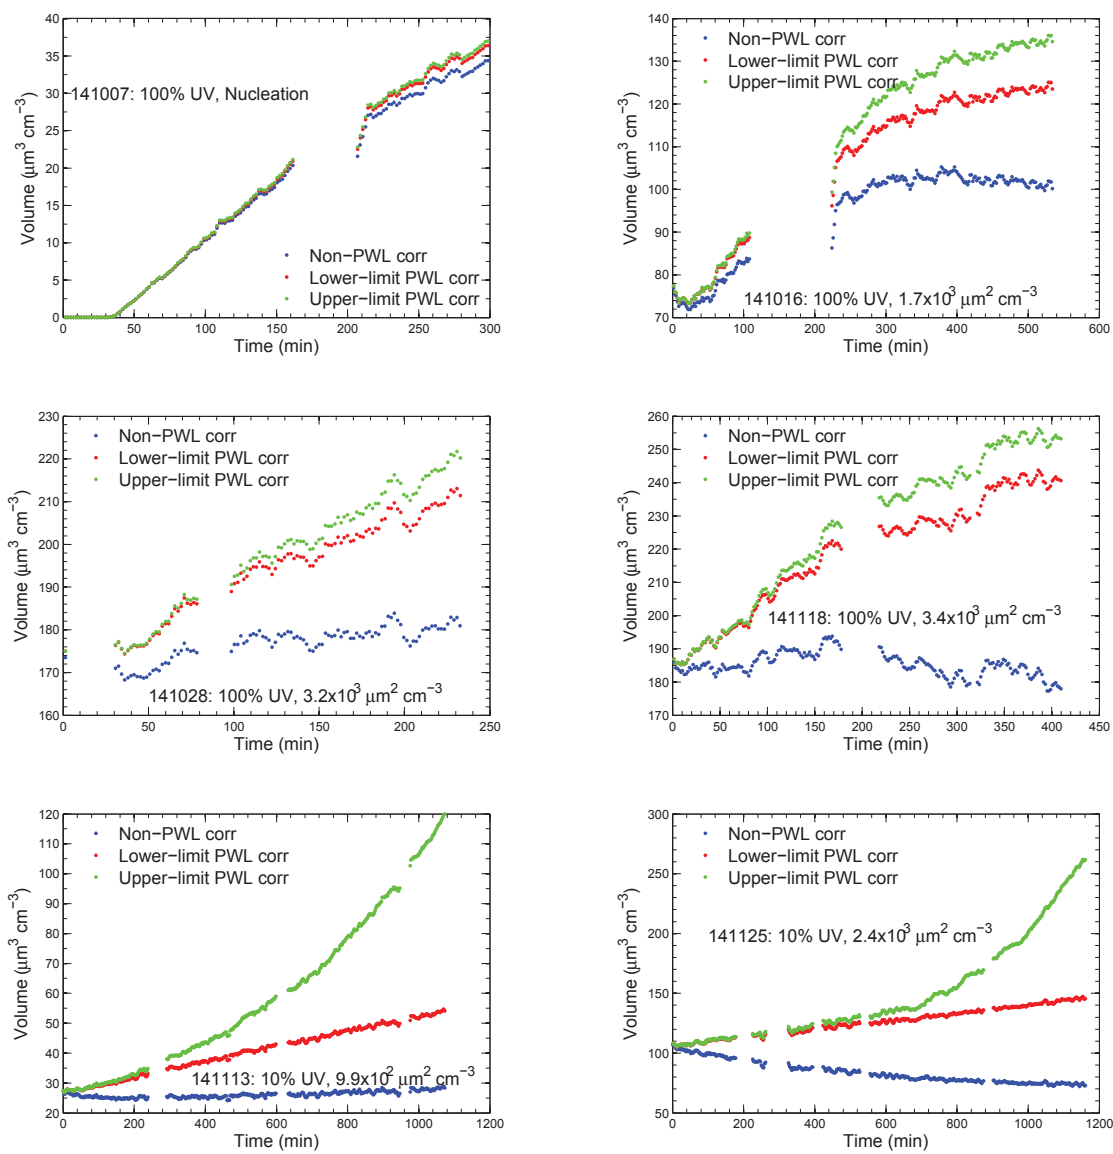 40
35
30
25
20
15
10
5
0
Volume (μm³ cm⁻³)
141007: 100% UV, Nucleation
Non−PWL corr
Lower−limit PWL corr
Upper−limit PWL corr
0 50 100 150 200 250 300
Time (min)
140
130
120
110
100
90
80
70
Volume (μm³ cm⁻³)
Non−PWL corr
Lower−limit PWL corr
Upper−limit PWL corr
141016: 100% UV, 1.7x10³ μm² cm⁻³
0 100 200 300 400 500 600
Time (min)
230
220
210
200
190
180
170
160
Volume (μm³ cm⁻³)
Non−PWL corr
Lower−limit PWL corr
Upper−limit PWL corr
141028: 100% UV, 3.2x10³ μm² cm⁻³
0 50 100 150 200 250
Time (min)
260
250
240
230
220
210
200
190
180
170
Volume (μm³ cm⁻³)
Non−PWL corr
Lower−limit PWL corr
Upper−limit PWL corr
141118: 100% UV, 3.4x10³ μm² cm⁻³
0 50 100 150 200 250 300 350 400 450
Time (min)
120
110
100
90
80
70
60
50
40
30
20
Volume (μm³ cm⁻³)
Non−PWL corr
Lower−limit PWL corr
Upper−limit PWL corr
141113: 10% UV, 9.9x10² μm² cm⁻³
0 200 400 600 800 1000 1200
Time (min)
300
250
200
150
100
50
Volume (μm³ cm⁻³)
Non−PWL corr
Lower−limit PWL corr
Upper−limit PWL corr
141125: 10% UV, 2.4x10³ μm² cm⁻³
0 200 400 600 800 1000 1200
Time (min)